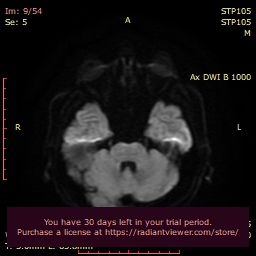 Im: 9/54
Se: 5
A
STP105
STP105
M
Ax DWI B 1000
R
L
You have 30 days left in your trial period.
Purchase a license at https://radiantviewer.com/store/